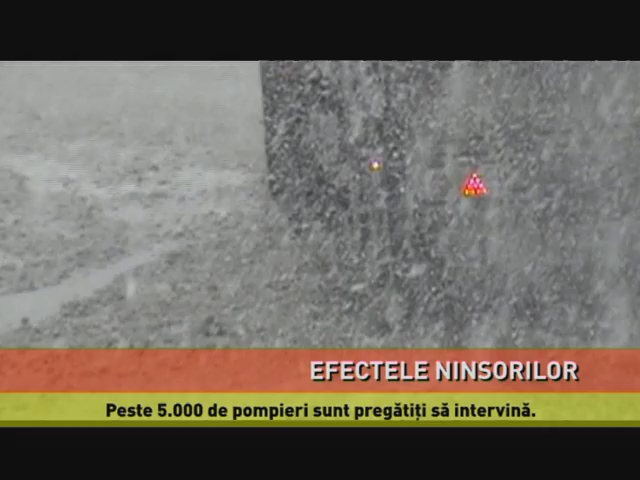 EFECTELE NINSORILOR
Peste 5.000 de pompieri sunt pregătiți să intervină.